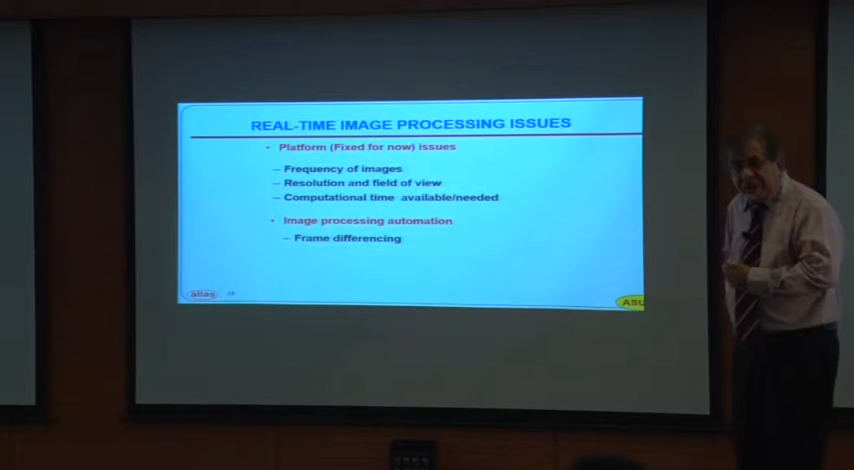 REAL-TIME IMAGE PROCESSING ISSUES
• Platform (Fixed for now) issues
– Frequency of images
– Resolution and field of view
– Computational time available/needed
• Image processing automation
– Frame differencing
atlas
ASU